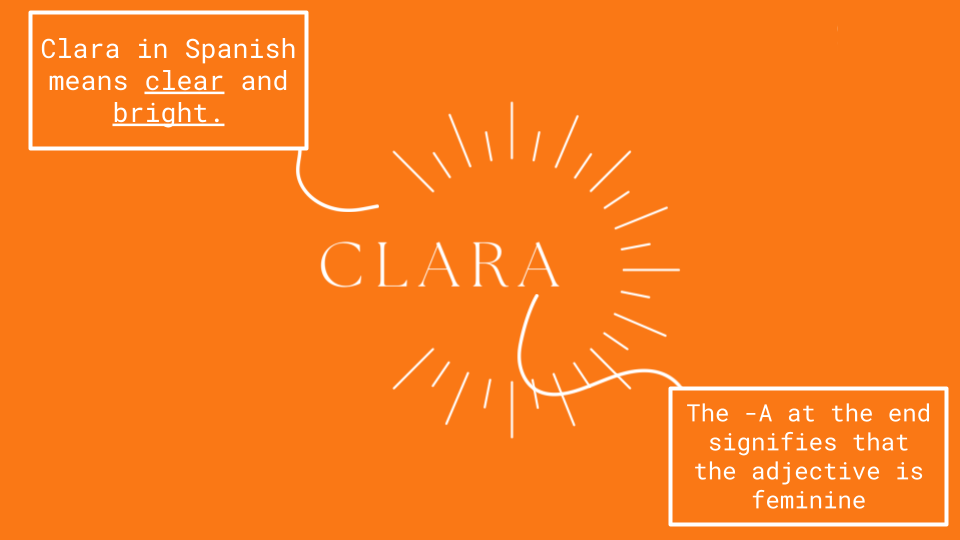 Clara in Spanish
means clear and
bright.
CLARA
The -A at the end
signifies that
the adjective is
feminine